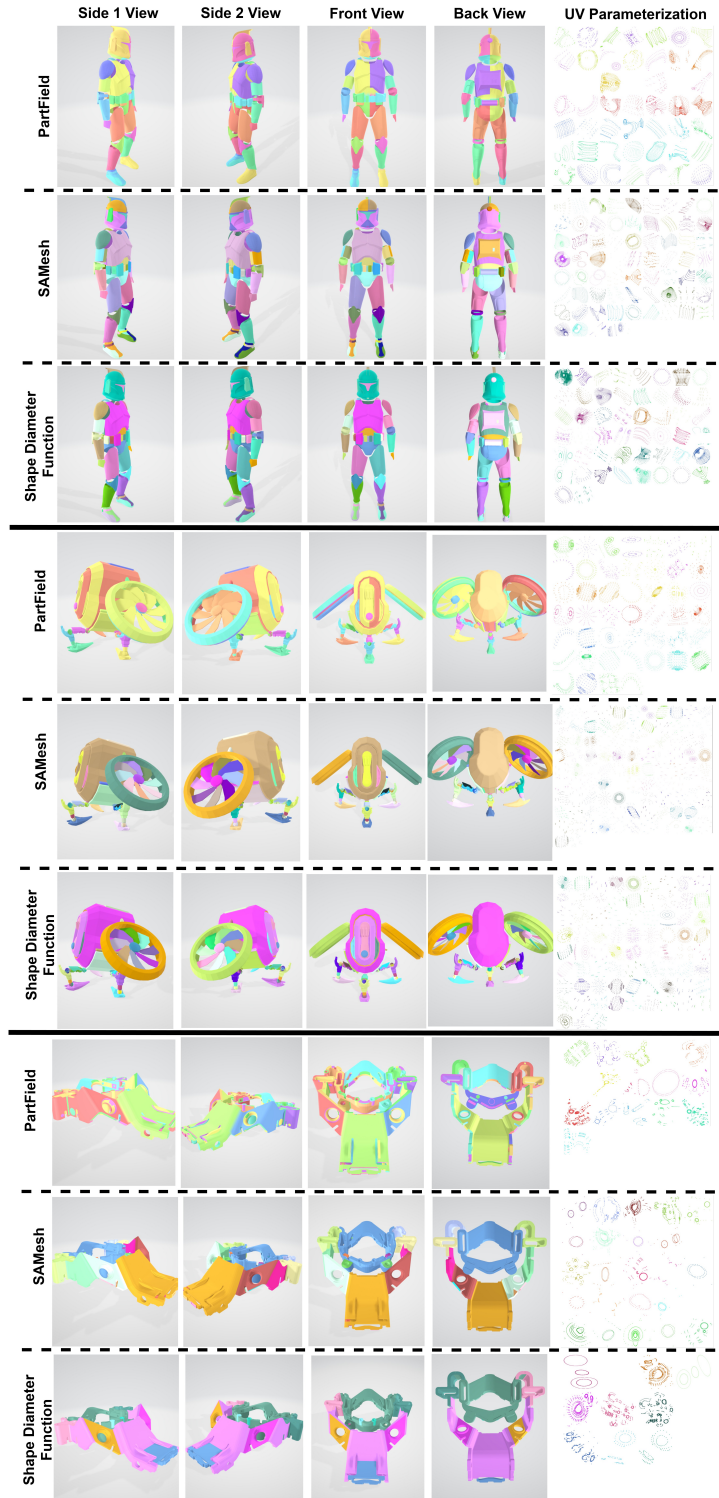 Side 1 View Side 2 View Front View Back View UV Parameterization
PartField
SAMesh
Shape Diameter
Function
PartField
SAMesh
Shape Diameter
Function
PartField
SAMesh
Shape Diameter
Function